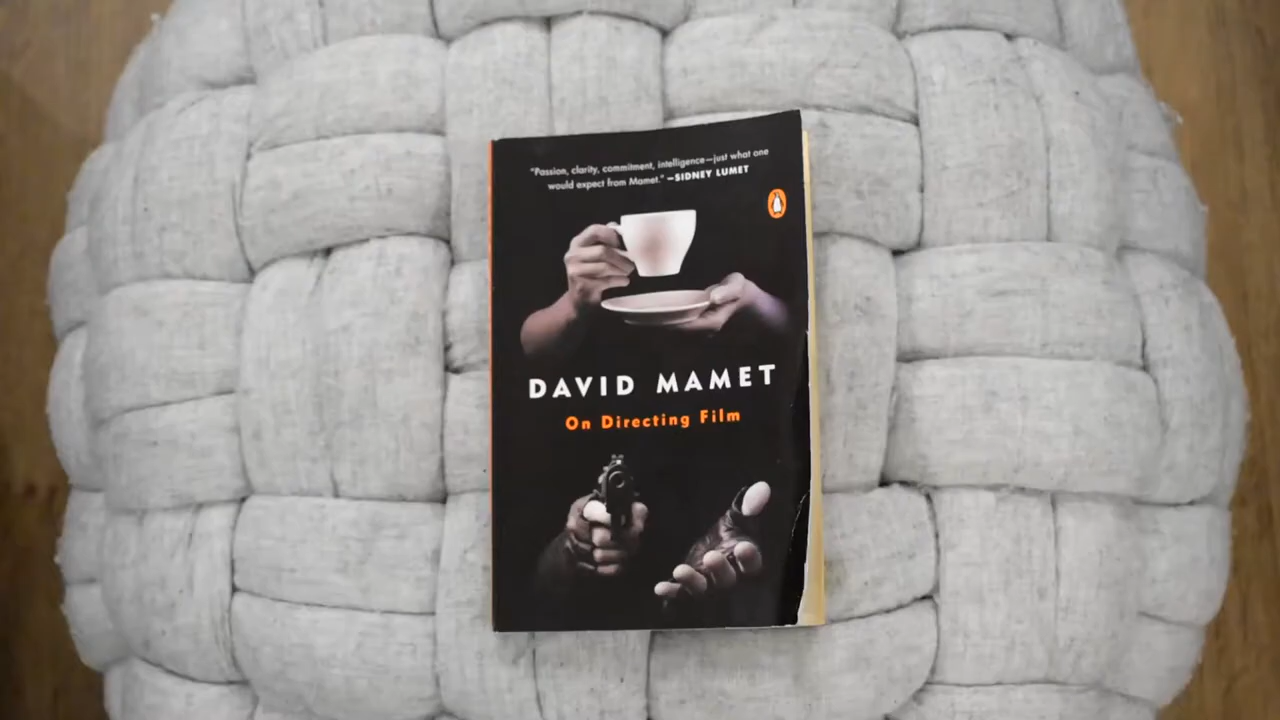 "Passion, clarity, commitment, intelligence—just what one
would expect from Mamet." —SIDNEY LUMET
DAVID MAMET
On Directing Film